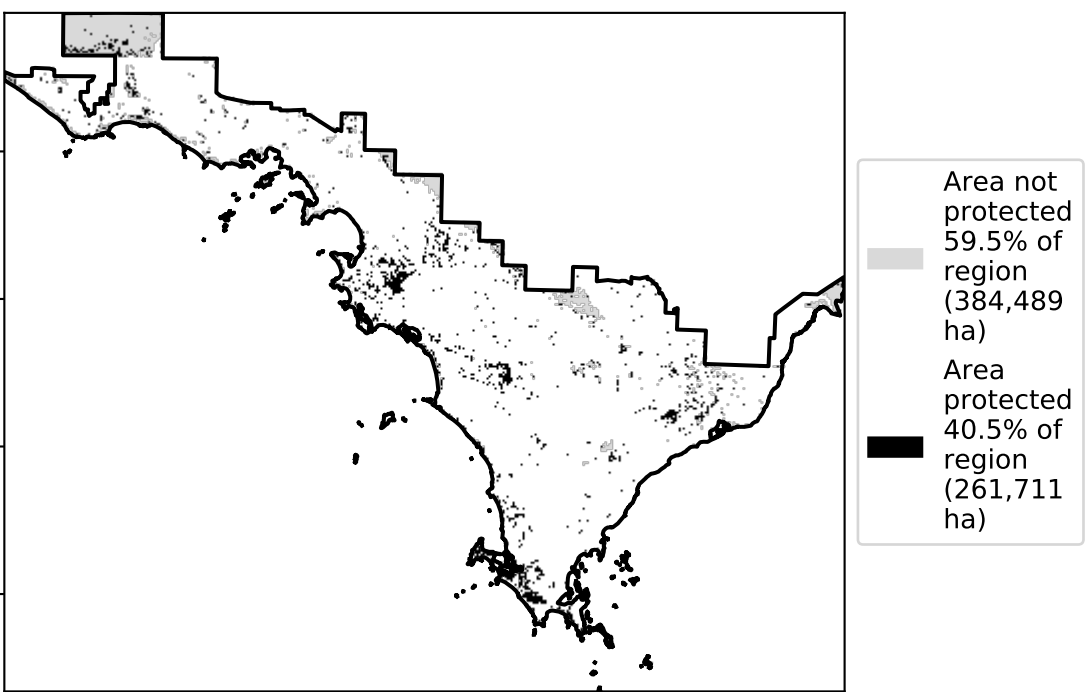 Area not
protected
59.5% of
region
(384,489
ha)
Area
protected
40.5% of
region
(261,711
ha)